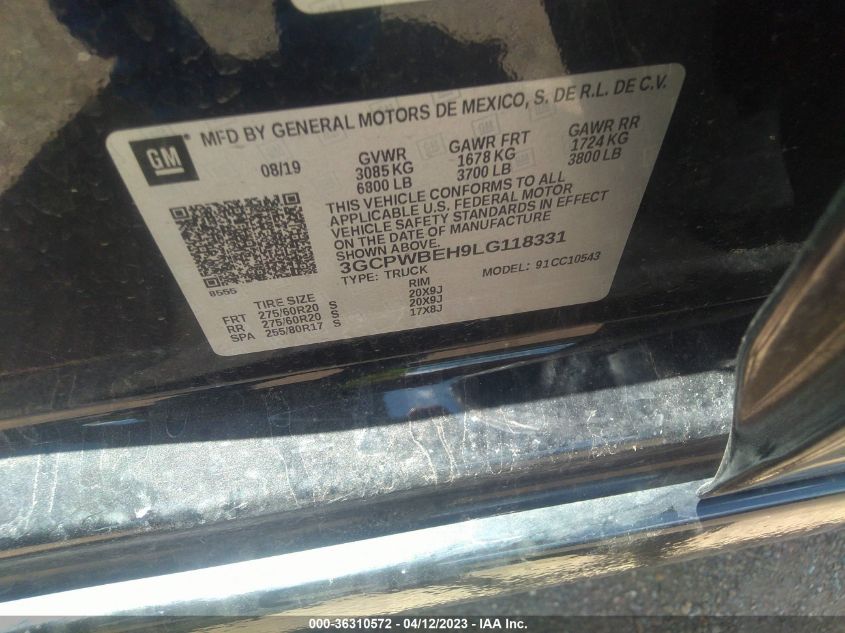 GM
MFD BY GENERAL MOTORS DE MEXICO, S. DE R.L. DE C.V.
08/19
GVWR GAWR FRT GAWR RR
3085 KG 1678 KG 1724 KG
6800 LB 3700 LB 3800 LB
THIS VEHICLE CONFORMS TO ALL
APPLICABLE U.S. FEDERAL MOTOR
VEHICLE SAFETY STANDARDS IN EFFECT
ON THE DATE OF MANUFACTURE
SHOWN ABOVE.
3GCPWBEH9LG118331
TYPE: TRUCK MODEL: 91CC10543
8555
TIRE SIZE RIM
FRT 275/60R20 S 20X9J
RR 275/60R20 S 20X9J
SPA 255/80R17 S 17X8J
000-36310572 - 04/12/2023 - IAA Inc.